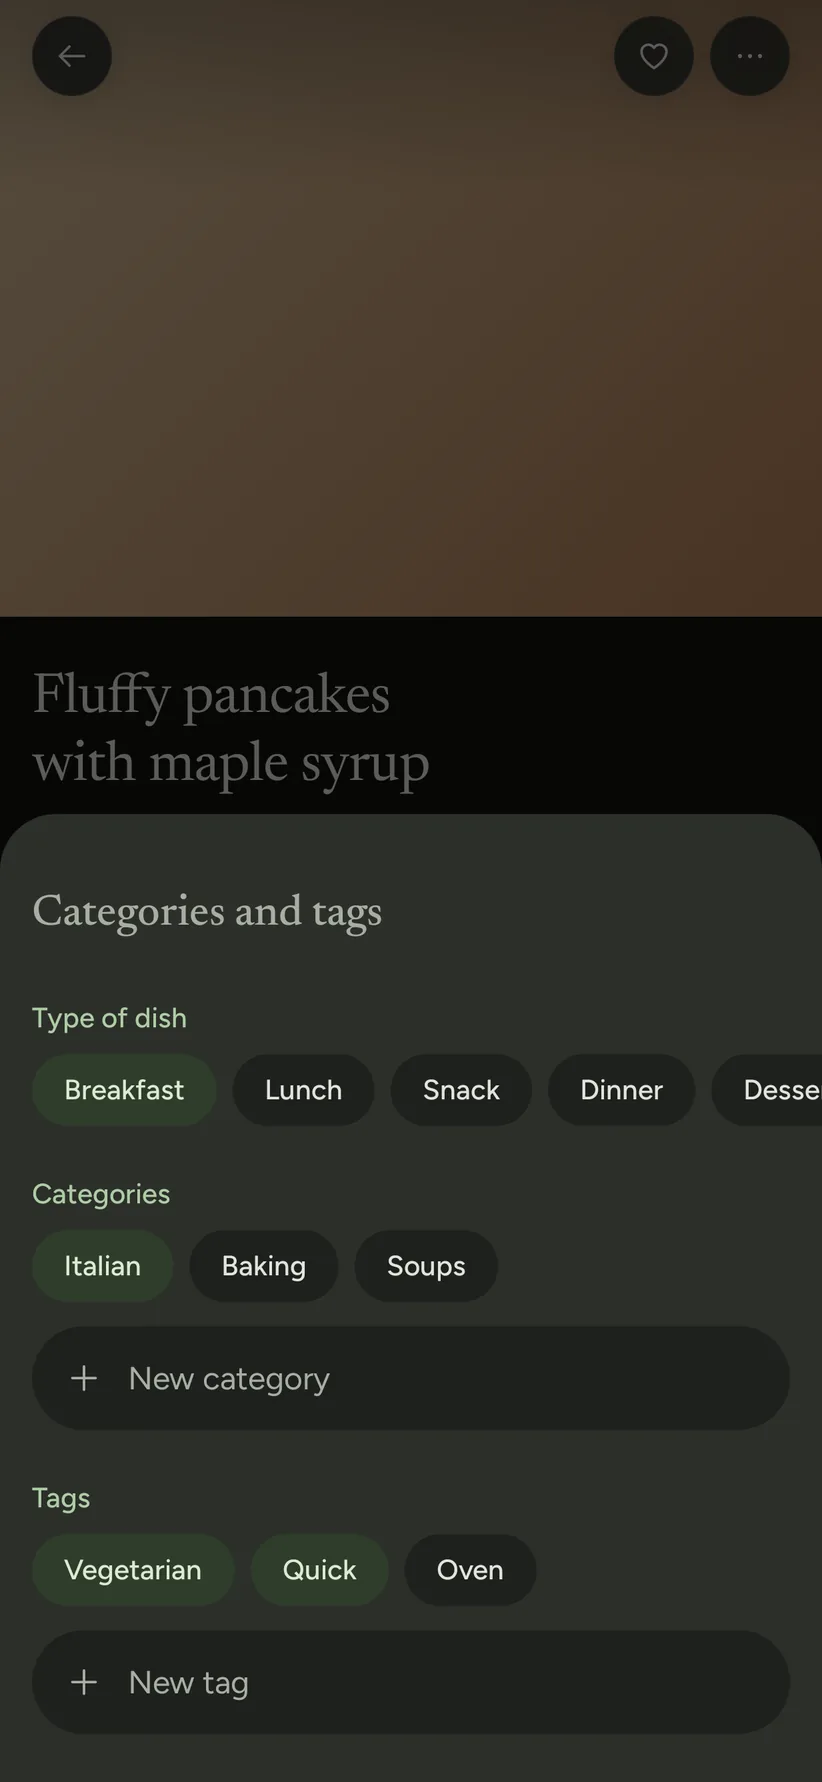 Fluffy pancakes
with maple syrup
Categories and tags
Type of dish
Breakfast Lunch Snack Dinner Desse
Categories
Italian Baking Soups
New category
Tags
Vegetarian Quick Oven
New tag